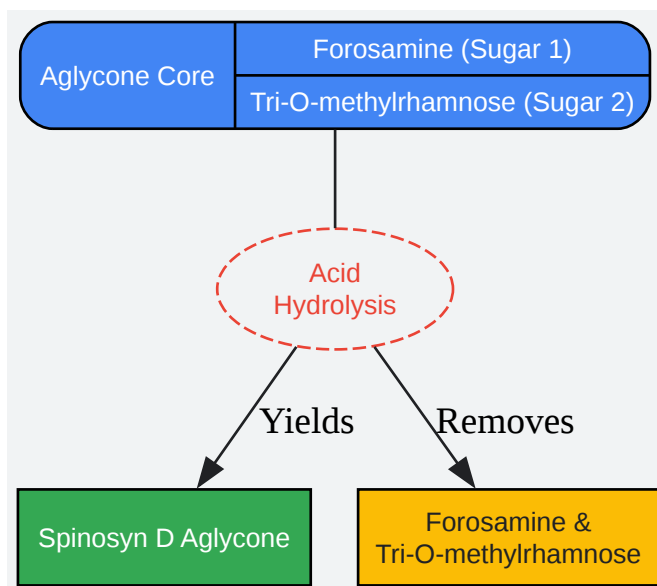 Aglycone Core
Forosamine (Sugar 1)
Tri-O-methylrhamnose (Sugar 2)
Acid
Hydrolysis
Yields
Removes
Spinosyn D Aglycone
Forosamine &
Tri-O-methylrhamnose